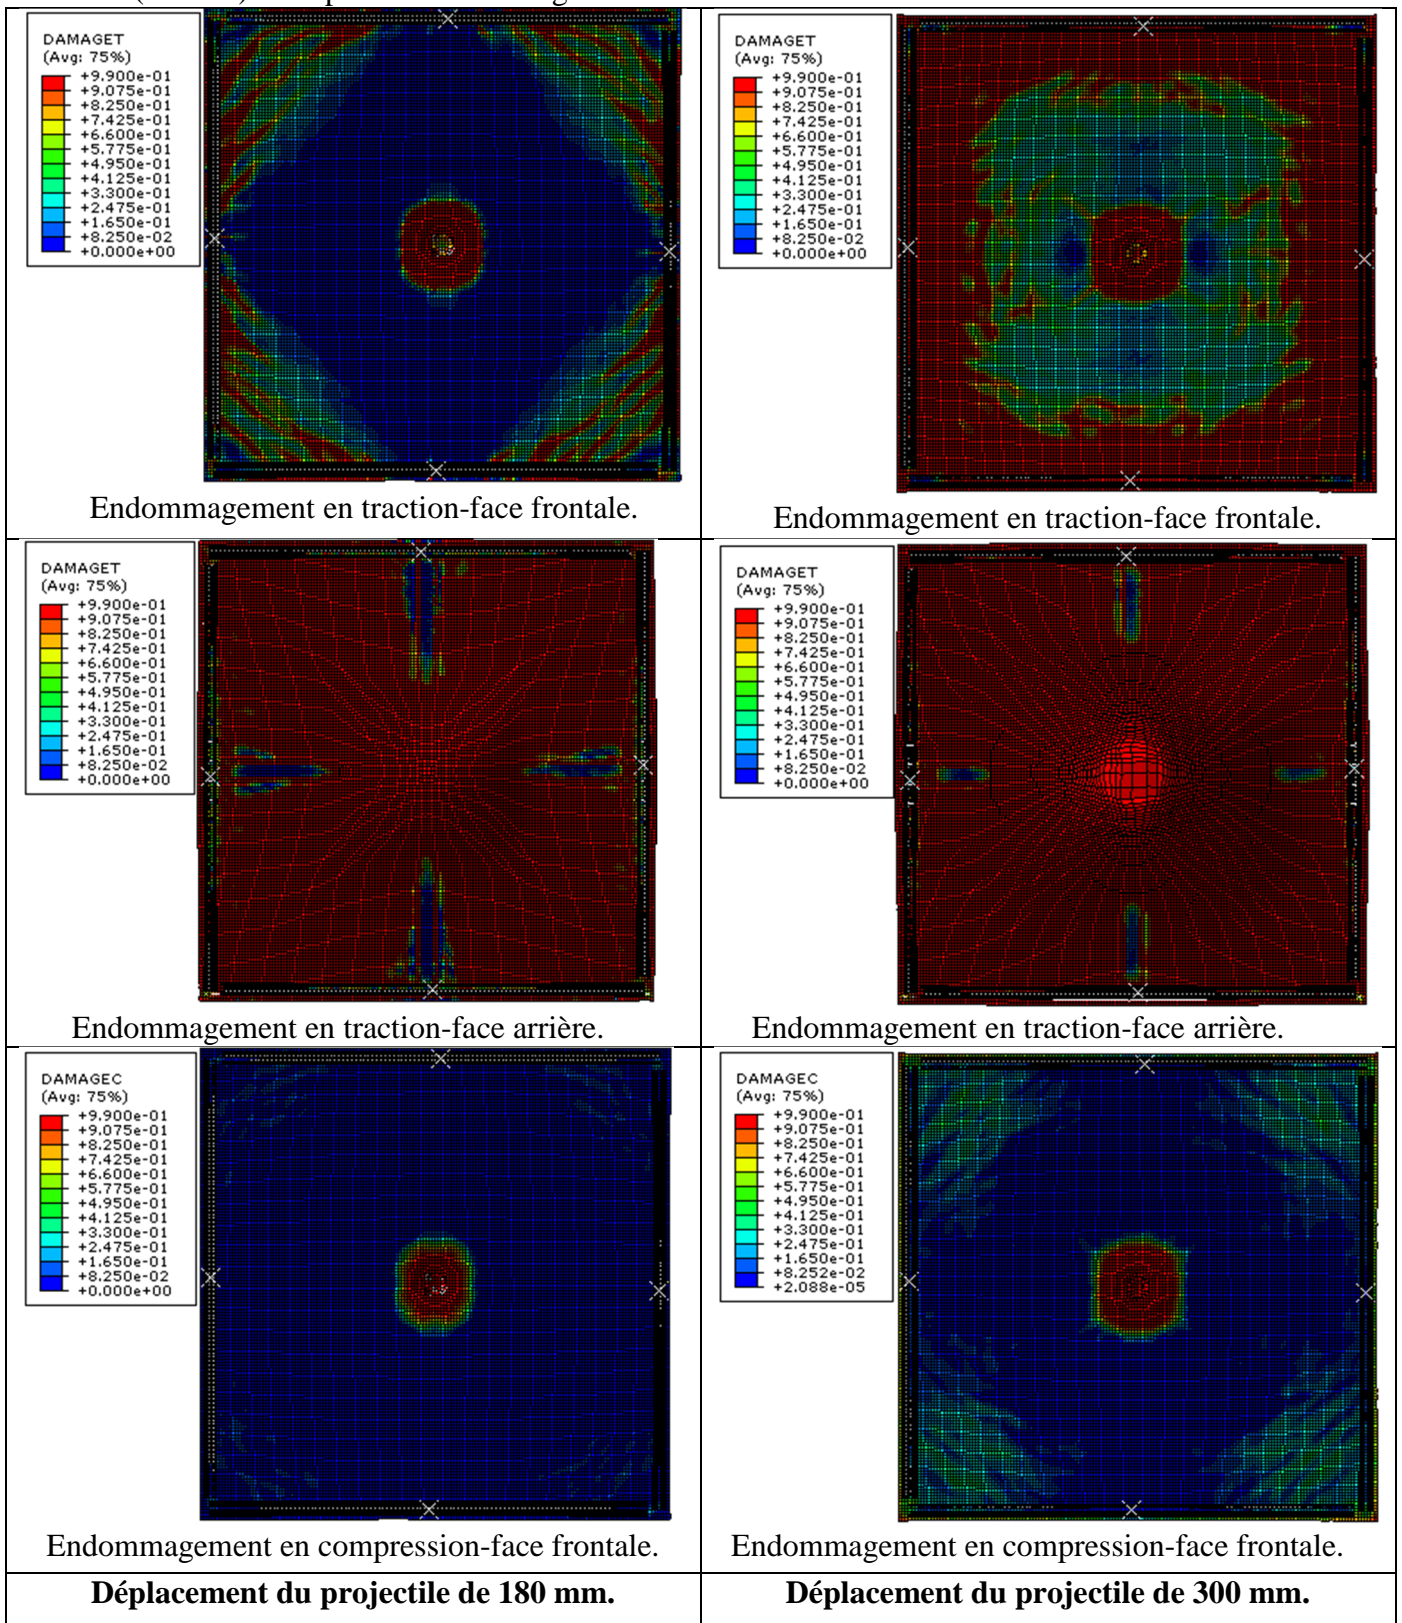 DAMAGET
(Avg: 75%)
+9.900e-01
+9.075e-01
+8.250e-01
+7.425e-01
+6.600e-01
+5.775e-01
+4.950e-01
+4.125e-01
+3.300e-01
+2.475e-01
+1.650e-01
+8.250e-02
+0.000e+00
Endommagement en traction-face frontale.
DAMAGET
(Avg: 75%)
+9.900e-01
+9.075e-01
+8.250e-01
+7.425e-01
+6.600e-01
+5.775e-01
+4.950e-01
+4.125e-01
+3.300e-01
+2.475e-01
+1.650e-01
+8.250e-02
+0.000e+00
Endommagement en traction-face frontale.
DAMAGET
(Avg: 75%)
+9.900e-01
+9.075e-01
+8.250e-01
+7.425e-01
+6.600e-01
+5.775e-01
+4.950e-01
+4.125e-01
+3.300e-01
+2.475e-01
+1.650e-01
+8.250e-02
+0.000e+00
Endommagement en traction-face arrière.
DAMAGET
(Avg: 75%)
+9.900e-01
+9.075e-01
+8.250e-01
+7.425e-01
+6.600e-01
+5.775e-01
+4.950e-01
+4.125e-01
+3.300e-01
+2.475e-01
+1.650e-01
+8.250e-02
+0.000e+00
Endommagement en traction-face arrière.
DAMAGEC
(Avg: 75%)
+9.900e-01
+9.075e-01
+8.250e-01
+7.425e-01
+6.600e-01
+5.775e-01
+4.950e-01
+4.125e-01
+3.300e-01
+2.475e-01
+1.650e-01
+8.250e-02
+0.000e+00
Endommagement en compression-face frontale.
DAMAGEC
(Avg: 75%)
+9.900e-01
+9.075e-01
+8.250e-01
+7.425e-01
+6.600e-01
+5.775e-01
+4.950e-01
+4.125e-01
+3.300e-01
+2.475e-01
+1.650e-01
+8.252e-02
+2.088e-05
Endommagement en compression-face frontale.
Déplacement du projectile de 180 mm.
Déplacement du projectile de 300 mm.